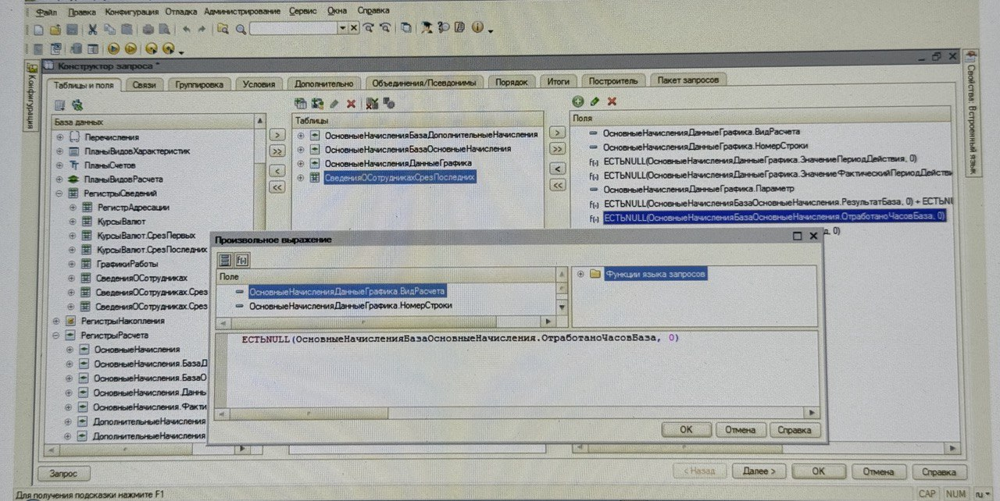 Файл Правка Конфигурация Отладка Администрирование Сервис Окна Справка
Конструктор запроса *
Таблицы и поля Связи Группировка Условия Дополнительно Объединения/Псевдонимы Порядок Итоги Построитель Пакет запросов
Конфигурация
Свойства: Встроенный язык
База данных
Перечисления
ПланыВидовХарактеристик
ПланыСчетов
ПланыВидовРасчета
РегистрыСведений
РегистрАдресации
КурсыВалют
КурсыВалют.СрезПервых
КурсыВалют.СрезПоследних
ГрафикиРаботы
СведенияОСотрудниках
СведенияОСотрудниках.Срез
СведенияОСотрудниках.Срез
РегистрыНакопления
РегистрыРасчета
ОсновныеНачисления
ОсновныеНачисления.БазаД
ОсновныеНачисления.БазаО
ОсновныеНачисления.Даннь
ОсновныеНачисления.Факти
ДополнительныеНачисления
ДополнительныеНачисления
Таблицы
ОсновныеНачисленияБазаДополнительныеНачисления
ОсновныеНачисленияБазаОсновныеНачисления
ОсновныеНачисленияДанныеГрафика
СведенияОСотрудникахСрезПоследних
> >> < <<
Поля
ОсновныеНачисленияДанныеГрафика.ВидРасчета
ОсновныеНачисленияДанныеГрафика.НомерСтроки
ЕСТЬNULL(ОсновныеНачисленияДанныеГрафика.ЗначениеПериодДействия, 0)
ЕСТЬNULL(ОсновныеНачисленияДанныеГрафика.ЗначениеФактическийПериодДействи
ОсновныеНачисленияДанныеГрафика.Параметр
ЕСТЬNULL(ОсновныеНачисленияБазаОсновныеНачисления.РезультатБаза, 0) + ЕСТЬNU
ЕСТЬNULL(ОсновныеНачисленияБазаОсновныеНачисления.ОтработаноЧасовБаза, 0)
д, 0)
> >> < <<
Произвольное выражение
Поле
ОсновныеНачисленияДанныеГрафика.ВидРасчета
ОсновныеНачисленияДанныеГрафика.НомерСтроки
Функции языка запросов
ЕСТЬNULL(ОсновныеНачисленияБазаОсновныеНачисления.ОтработаноЧасовБаза, 0)
ОК Отмена Справка
Запрос < Назад Далее > ОК Отмена Справка
Для получения подсказки нажмите F1 CAP NUM ru